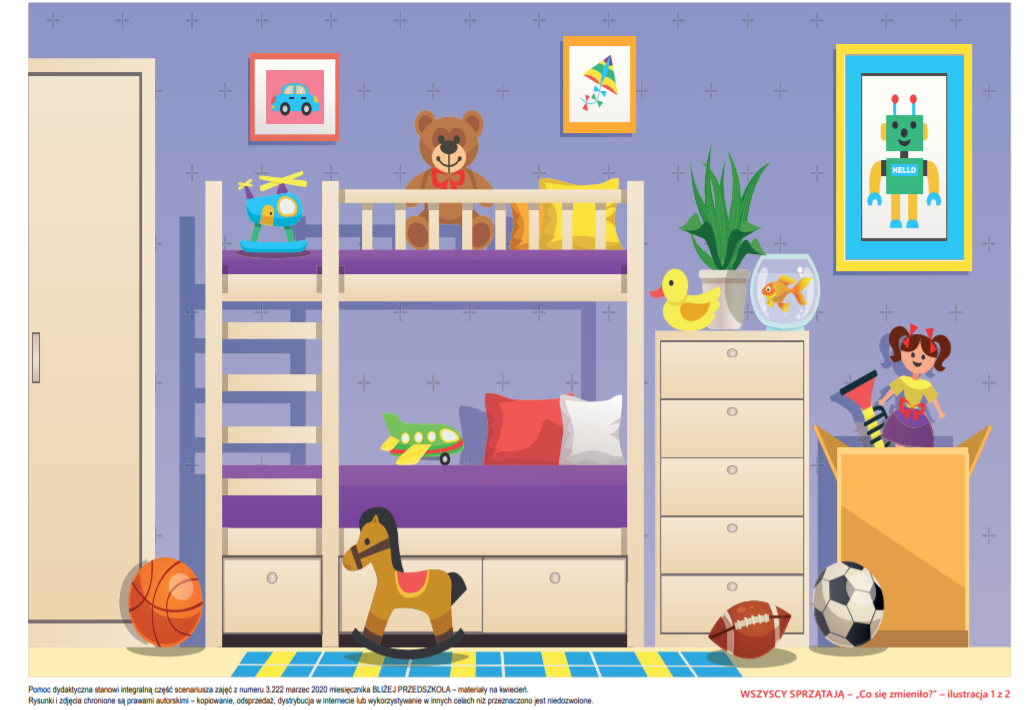 HELLO
Pomoc dydaktyczna stanowi integralną część scenariusza zajęć z numeru 3.222 marzec 2020 miesięcznika BLIŻEJ PRZEDSZKOLA – materiały na kwiecień.
Rysunki i zdjęcia chronione są prawami autorskimi – kopiowanie, odsprzedaż, dystrybucja w internecie lub wykorzystywanie w innych celach niż przeznaczono jest niedozwolone.
WSZYSCY SPRZĄTAJĄ – „Co się zmieniło?” – ilustracja 1 z 2